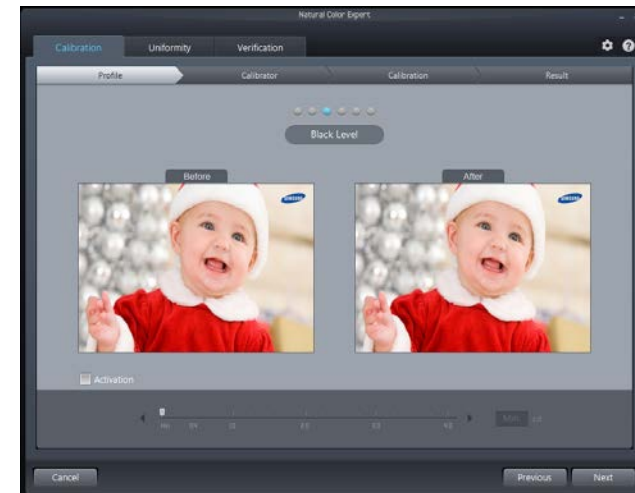 Natural Color Expert
Calibration Uniformity Verification
Profile Calibrator Calibration Result
Black Level
Before After
SAMSUNG SAMSUNG
Activation
Min
Cancel Previous Next